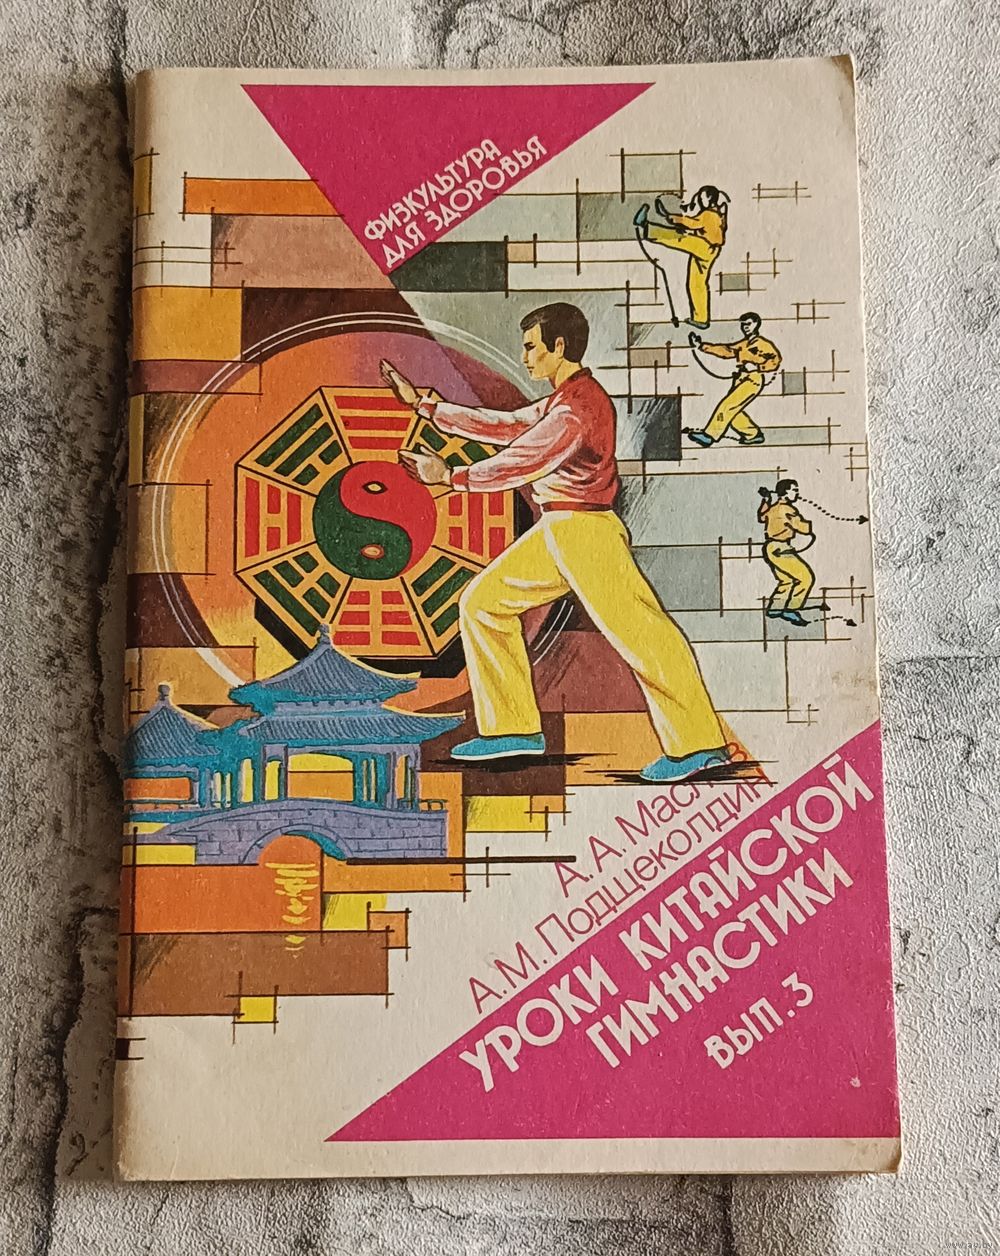 ФИЗКУЛЬТУРА
ДЛЯ ЗДОРОВЬЯ
А. А. Маслов
А.М. Подщеколдин
УРОКИ КИТАЙСКОЙ
ГИМНАСТИКИ
ВЫП. 3